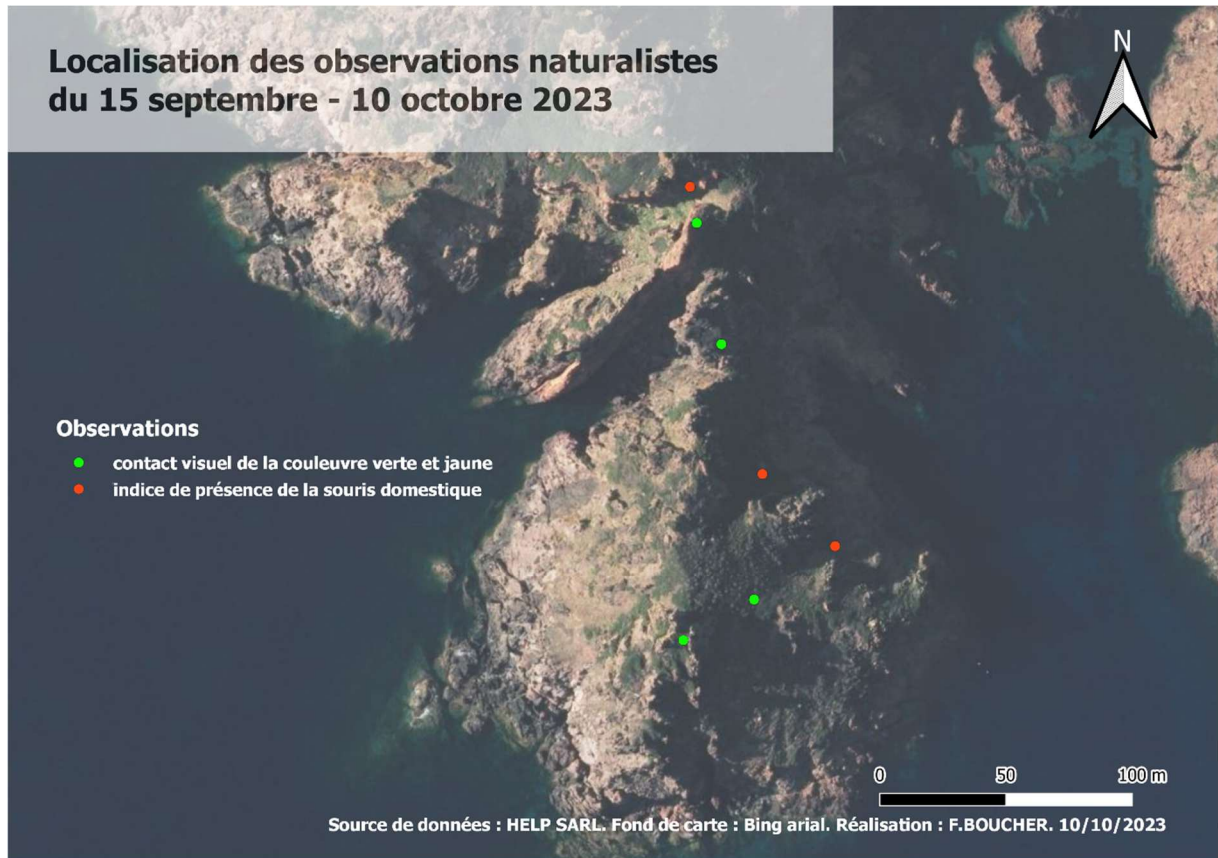 Localisation des observations naturalistes
du 15 septembre - 10 octobre 2023
N
Observations
contact visuel de la couleuvre verte et jaune
indice de présence de la souris domestique
0 50 100 m
Source de données : HELP SARL. Fond de carte : Bing arial. Réalisation : F.BOUCHER. 10/10/2023